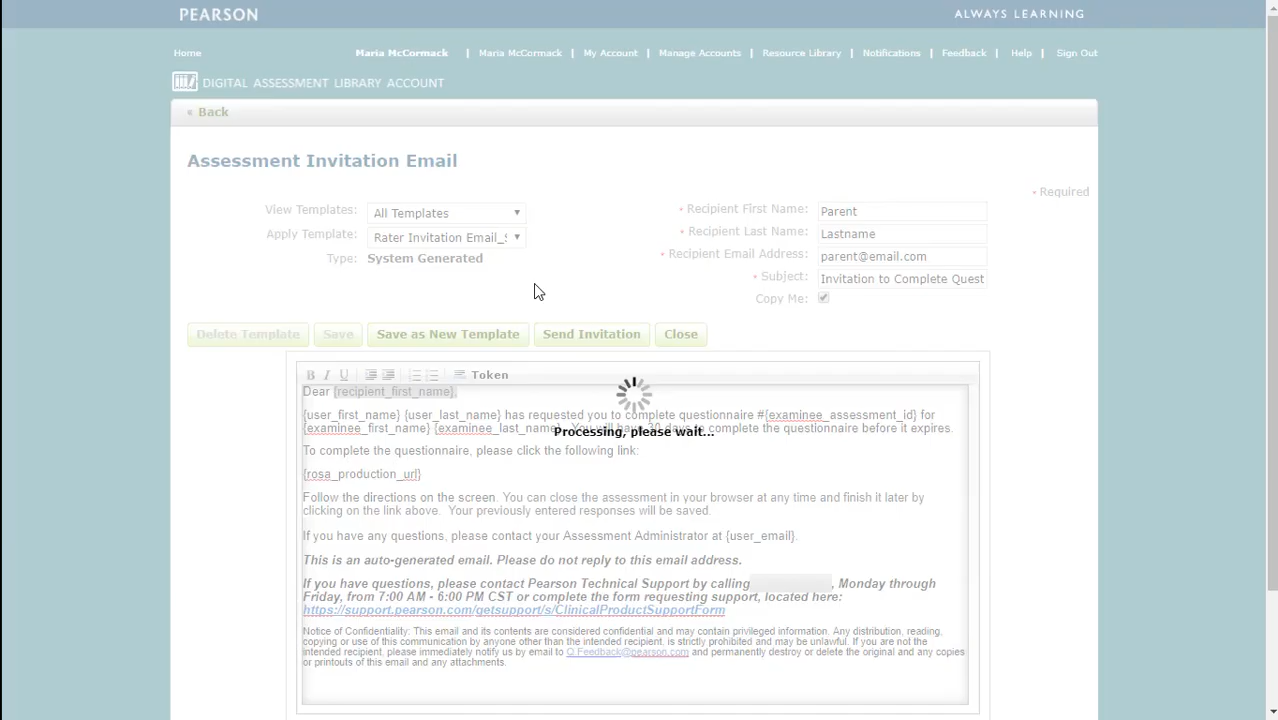 PEARSON
ALWAYS LEARNING
Home
Maria McCormack | Maria McCormack | My Account | Manage Accounts | Resource Library | Notifications | Feedback | Help | Sign Out
DIGITAL ASSESSMENT LIBRARY ACCOUNT
« Back
Assessment Invitation Email
• Required
View Templates: All Templates
Apply Template: Rater Invitation Email_
Type: System Generated
• Recipient First Name: Parent
• Recipient Last Name: Lastname
• Recipient Email Address: parent@email.com
• Subject: Invitation to Complete Quest
Copy Me:
Delete Template Save Save as New Template Send Invitation Close
B I U Token
Dear {recipient_first_name},
{user_first_name} {user_last_name} has requested you to complete questionnaire #{examinee_assessment_id} for
{examinee_first_name} {examinee_last_name}. You will have 30 days to complete the questionnaire before it expires.
Processing, please wait...
To complete the questionnaire, please click the following link:
{rosa_production_url}
Follow the directions on the screen. You can close the assessment in your browser at any time and finish it later by
clicking on the link above. Your previously entered responses will be saved.
If you have any questions, please contact your Assessment Administrator at {user_email}.
This is an auto-generated email. Please do not reply to this email address.
If you have questions, please contact Pearson Technical Support by calling , Monday through
Friday, from 7:00 AM - 6:00 PM CST or complete the form requesting support, located here:
https://support.pearson.com/getsupport/s/ClinicalProductSupportForm
Notice of Confidentiality: This email and its contents are considered confidential and may contain privileged information. Any distribution, reading,
copying or use of this communication by anyone other than the intended recipient, is strictly prohibited and may be unlawful. If you are not the
intended recipient, please immediately notify us by email to Q.Feedback@pearson.com and permanently destroy or delete the original and any copies
or printouts of this email and any attachments.